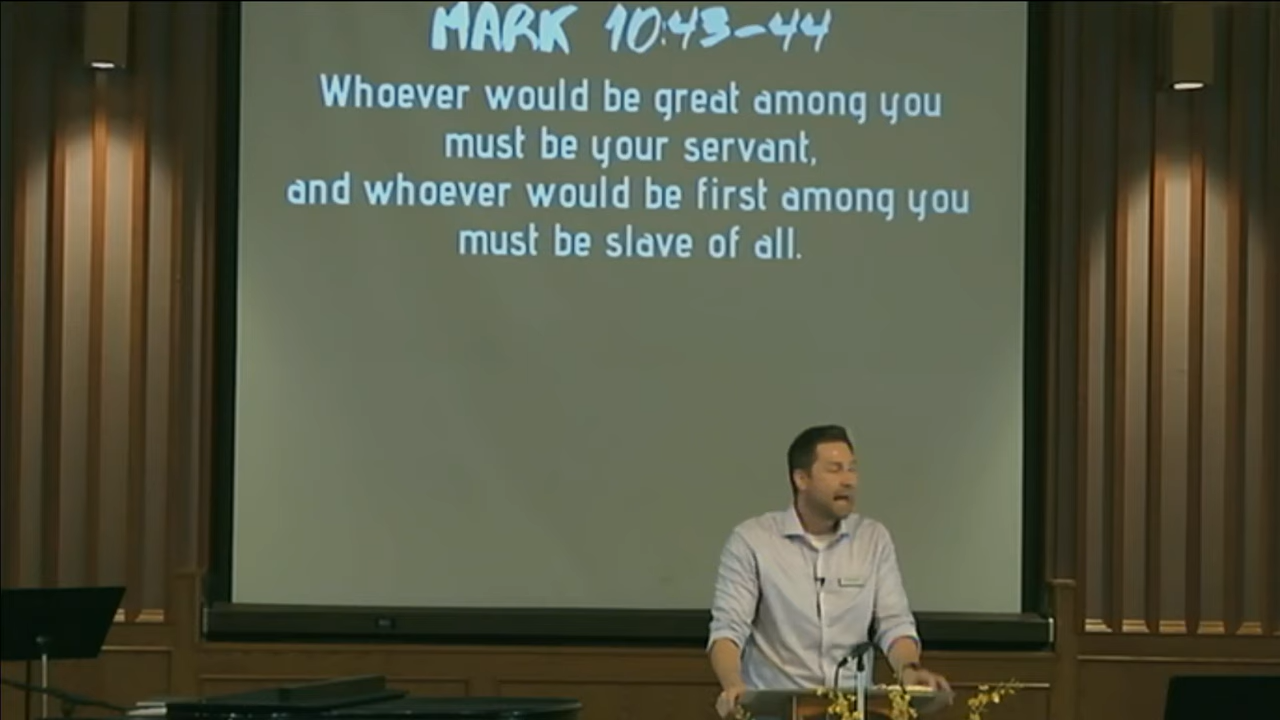 MARK 10:43-44
Whoever would be great among you
must be your servant,
and whoever would be first among you
must be slave of all.